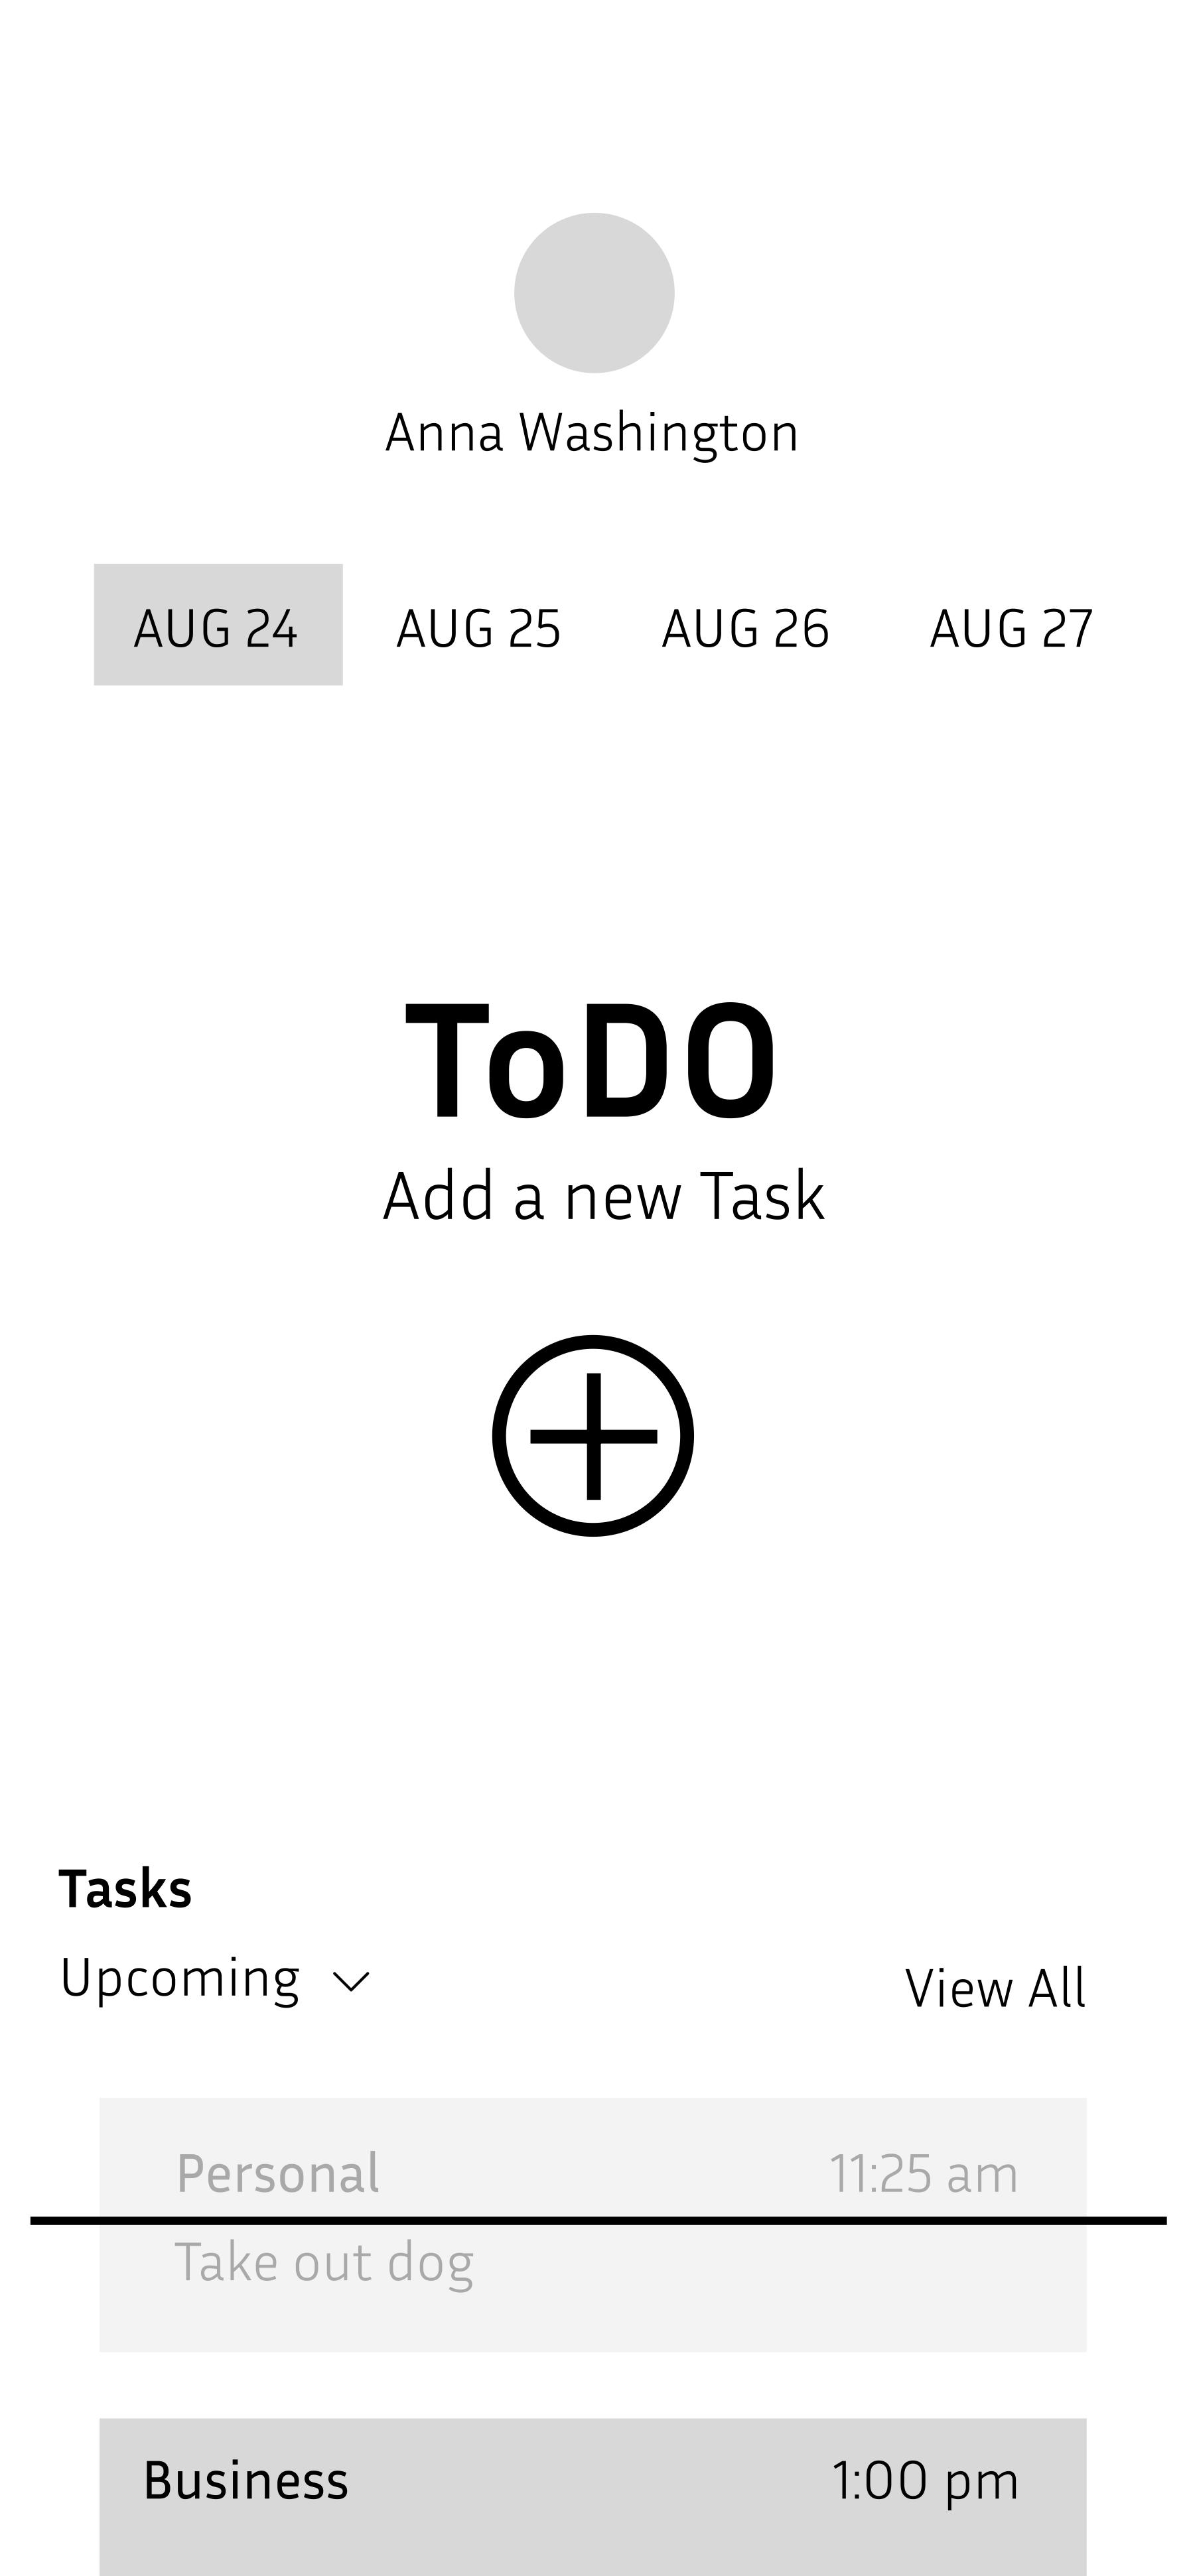 Anna Washington
AUG 24 AUG 25 AUG 26 AUG 27
ToDO
Add a new Task
Tasks
Upcoming View All
Personal 11:25 am
Take out dog
Business 1:00 pm